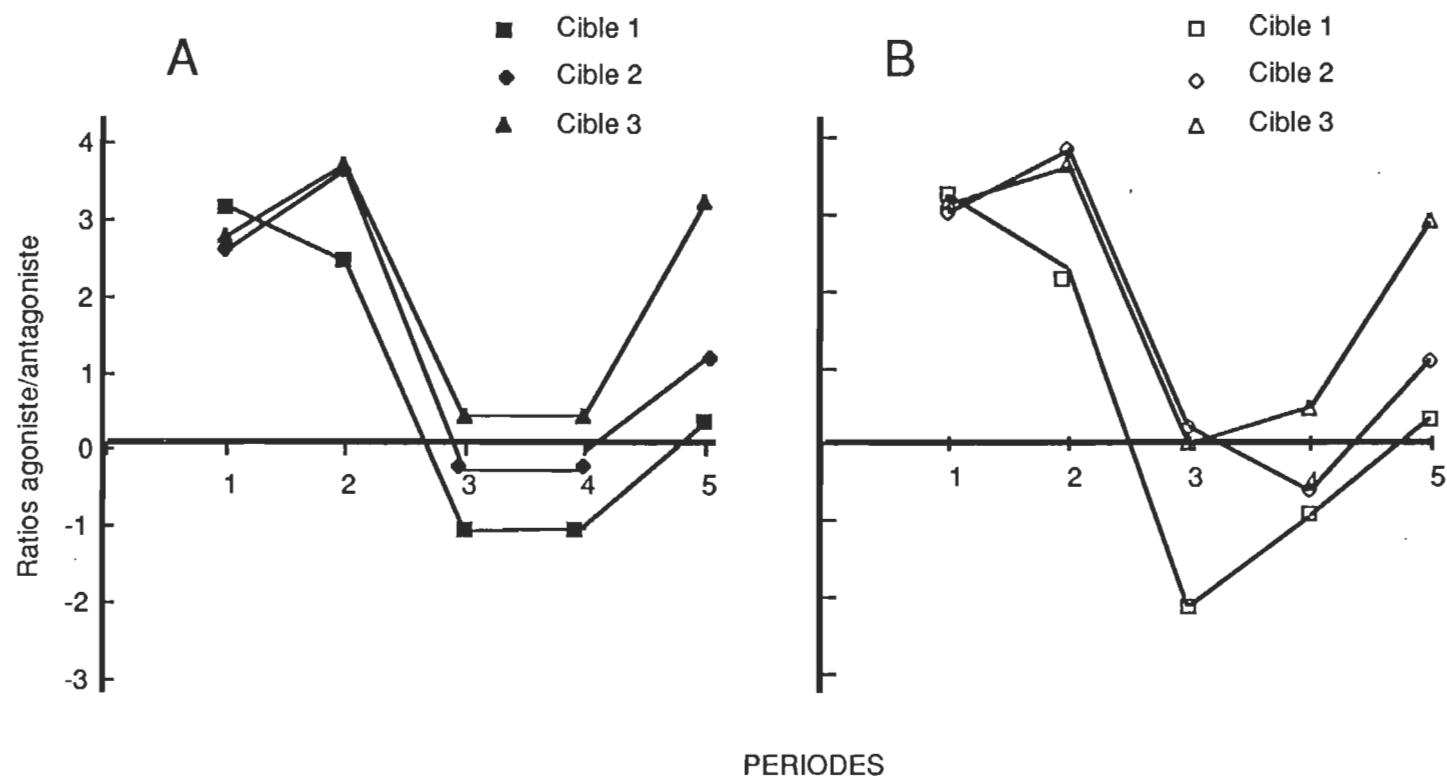 A
Cible 1
Cible 2
Cible 3
B
Cible 1
Cible 2
Cible 3
Ratios agoniste/antagoniste
4
3
2
1
0
-1
-2
-3
1 2 3 4 5
1 2 3 4 5
PERIODES